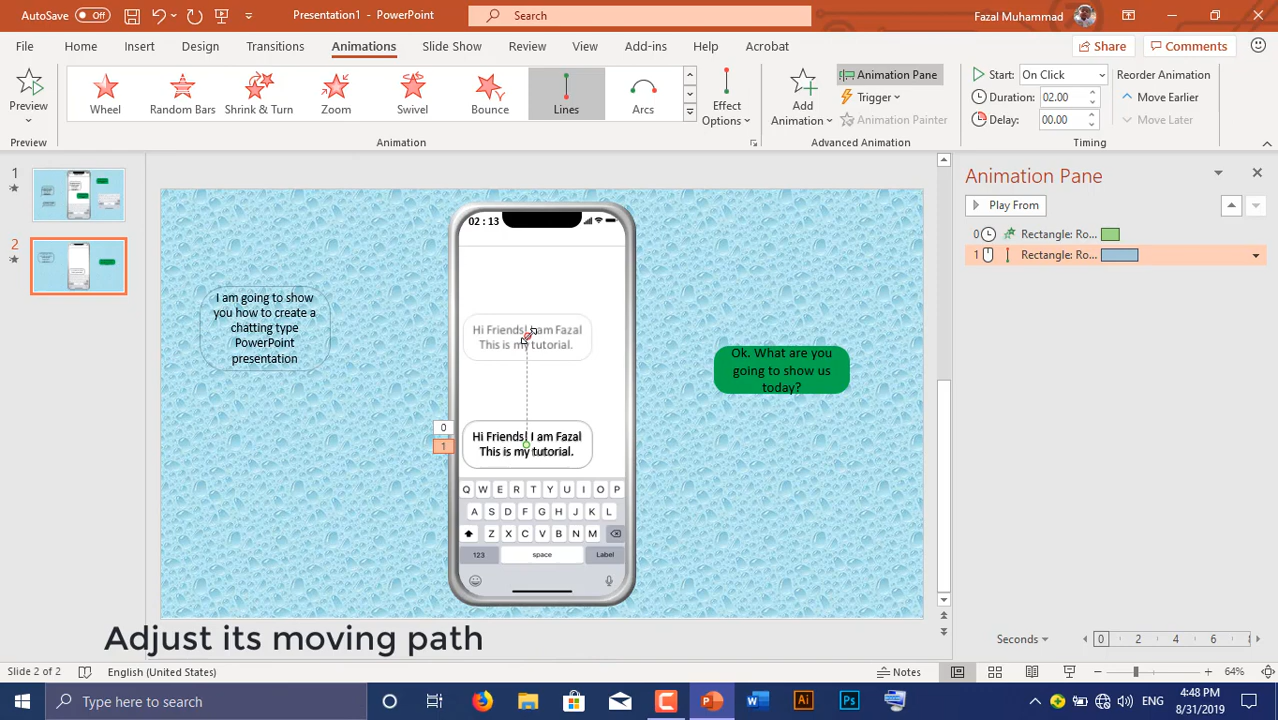 AutoSave Off
Presentation1 - PowerPoint
Search
Fazal Muhammad
File Home Insert Design Transitions Animations Slide Show Review View Add-ins Help Acrobat
Share Comments
Preview
Wheel Random Bars Shrink & Turn Zoom Swivel Bounce Lines Arcs
Effect
Options
Add
Animation
Animation Pane
Trigger
Animation Painter
Start: On Click
Duration: 02.00
Delay: 00.00
Reorder Animation
Move Earlier
Move Later
Preview Animation Advanced Animation Timing
1
2
I am going to show
you how to create a
chatting type
PowerPoint
presentation
02 : 13
Hi Friends! I am Fazal
This is my tutorial.
0
1
Hi Friends! I am Fazal
This is my tutorial.
Q W E R T Y U I O P
A S D F G H J K L
Z X C V B N M
123 space Label
Ok. What are you
going to show us
today?
Animation Pane
Play From
0 Rectangle: Ro...
1 Rectangle: Ro...
Seconds 0 2 4 6
Adjust its moving path
Slide 2 of 2 English (United States) Notes 64%
Type here to search
ENG
4:48 PM
8/31/2019